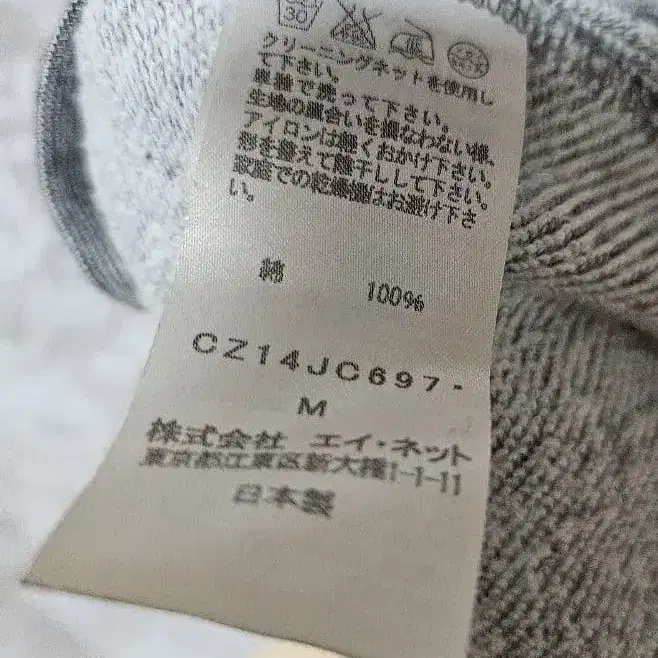 30
クリーニングネットを使用し
て下さい。
単独で洗って下さい。
生地の風合いを損なわない様、
アイロンは軽くおかけ下さい。
形を整えて陰干しして下さい。
家庭での乾燥機はお避け下さ
い。
綿 100%
CZ14JC697-
M
株式会社 エイ・ネット
東京都江東区新大橋1-1-11
日本製